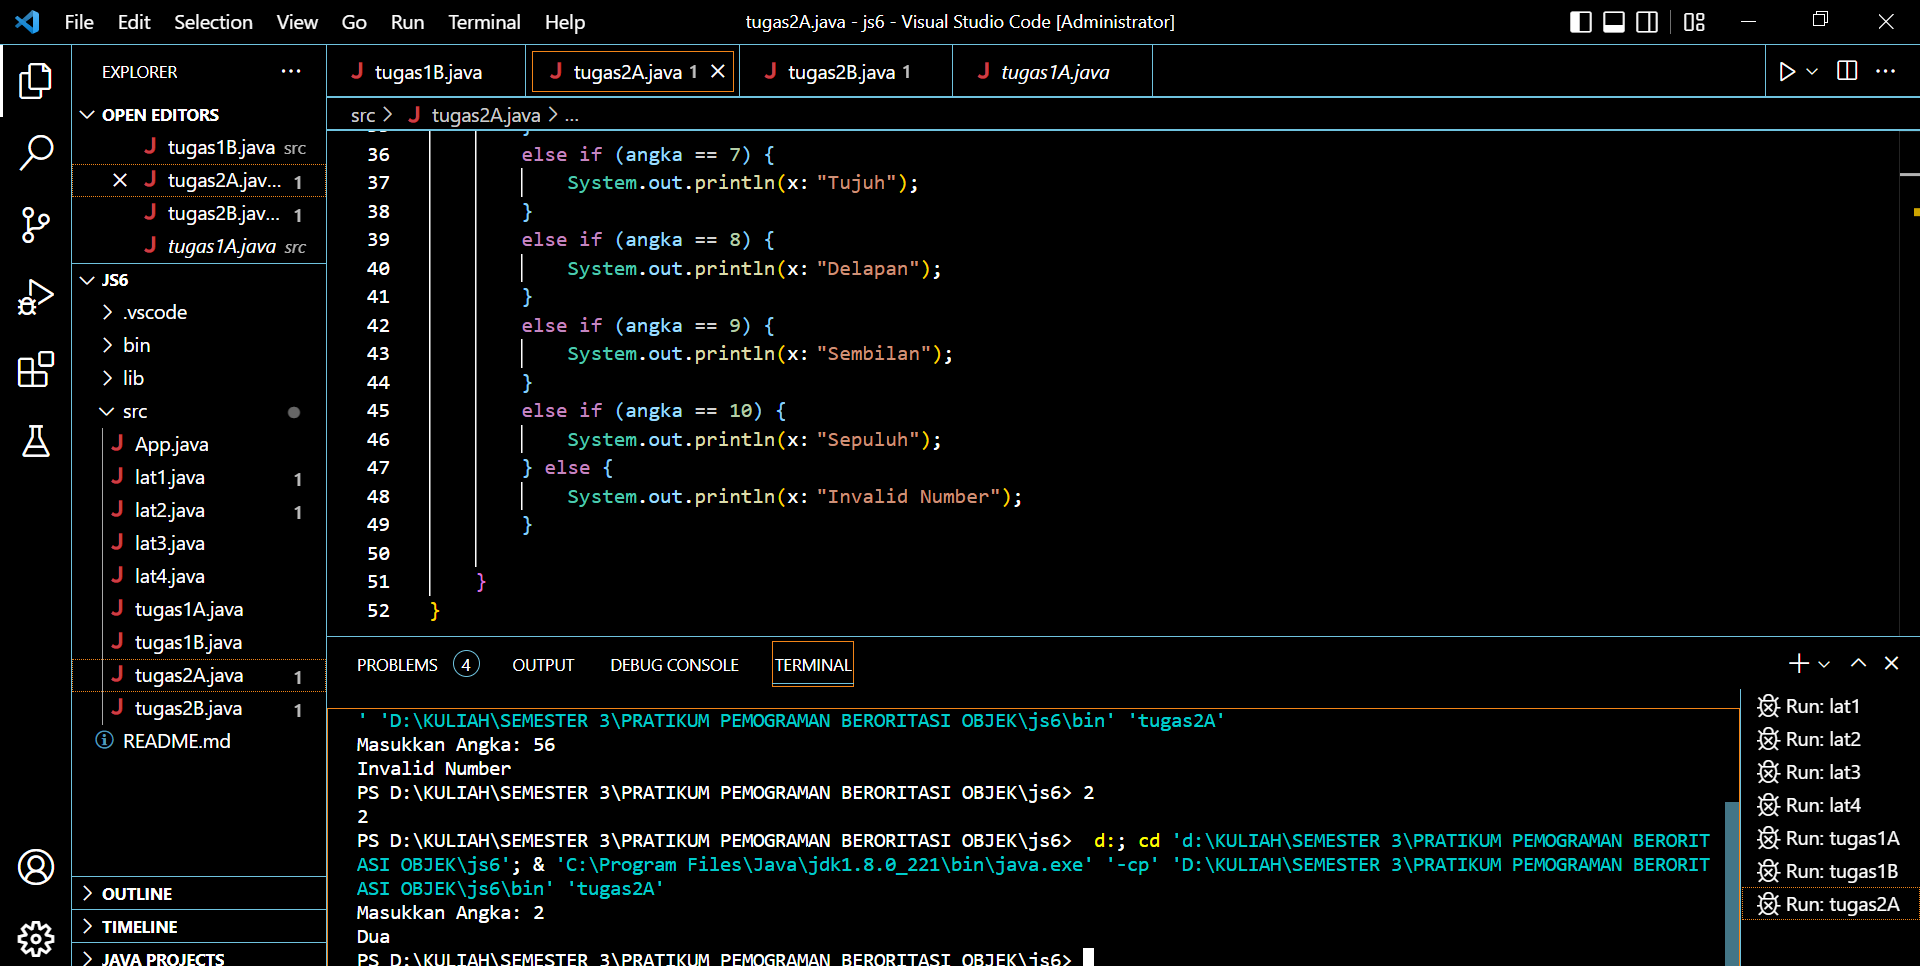 File Edit Selection View Go Run Terminal Help
tugas2A.java - js6 - Visual Studio Code [Administrator]
EXPLORER
OPEN EDITORS
tugas1B.java src
tugas2A.jav... 1
tugas2B.jav... 1
tugas1A.java src
JS6
.vscode
bin
lib
src
App.java
lat1.java 1
lat2.java 1
lat3.java
lat4.java
tugas1A.java
tugas1B.java
tugas2A.java 1
tugas2B.java 1
README.md
OUTLINE
TIMELINE
JAVA PROJECTS
tugas1B.java tugas2A.java 1 tugas2B.java 1 tugas1A.java
src > tugas2A.java > ...
}
36 else if (angka == 7) {
37 System.out.println(x: "Tujuh");
38 }
39 else if (angka == 8) {
40 System.out.println(x: "Delapan");
41 }
42 else if (angka == 9) {
43 System.out.println(x: "Sembilan");
44 }
45 else if (angka == 10) {
46 System.out.println(x: "Sepuluh");
47 } else {
48 System.out.println(x: "Invalid Number");
49 }
50
51 }
52 }
PROBLEMS 4 OUTPUT DEBUG CONSOLE TERMINAL
' 'D:\KULIAH\SEMESTER 3\PRATIKUM PEMOGRAMAN BERORITASI OBJEK\js6\bin' 'tugas2A'
Masukkan Angka: 56
Invalid Number
PS D:\KULIAH\SEMESTER 3\PRATIKUM PEMOGRAMAN BERORITASI OBJEK\js6> 2
2
PS D:\KULIAH\SEMESTER 3\PRATIKUM PEMOGRAMAN BERORITASI OBJEK\js6> d:; cd 'd:\KULIAH\SEMESTER 3\PRATIKUM PEMOGRAMAN BERORIT
ASI OBJEK\js6'; & 'C:\Program Files\Java\jdk1.8.0_221\bin\java.exe' '-cp' 'D:\KULIAH\SEMESTER 3\PRATIKUM PEMOGRAMAN BERORIT
ASI OBJEK\js6\bin' 'tugas2A'
Masukkan Angka: 2
Dua
PS D:\KULIAH\SEMESTER 3\PRATIKUM PEMOGRAMAN BERORITASI OBJEK\js6>
Run: lat1
Run: lat2
Run: lat3
Run: lat4
Run: tugas1A
Run: tugas1B
Run: tugas2A